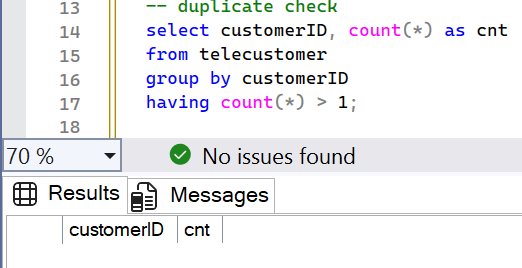 13 -- duplicate check
14 select customerID, count(*) as cnt
15 from telecustomer
16 group by customerID
17 having count(*) > 1;
18
70 % No issues found
Results Messages
customerID cnt